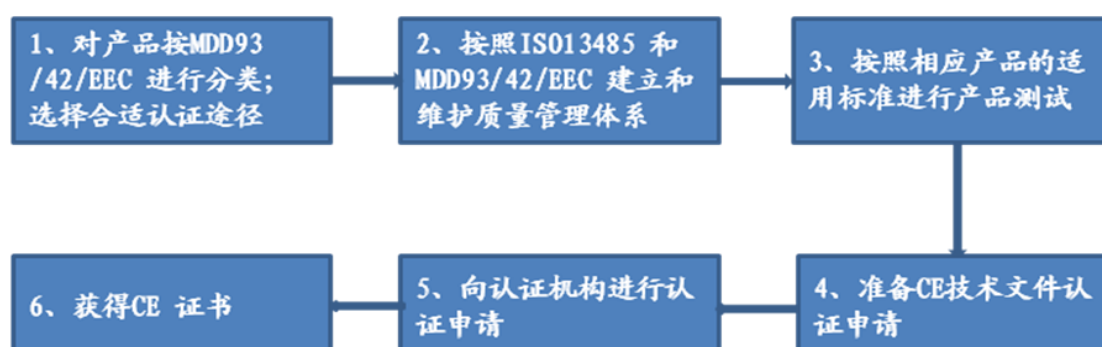 1、对产品按MDD93
/42/EEC 进行分类；
选择合适认证途径
2、按照ISO13485 和
MDD93/42/EEC 建立和
维护质量管理体系
3、按照相应产品的适
用标准进行产品测试
4、准备CE技术文件认
证申请
5、向认证机构进行认
证申请
6、获得CE 证书